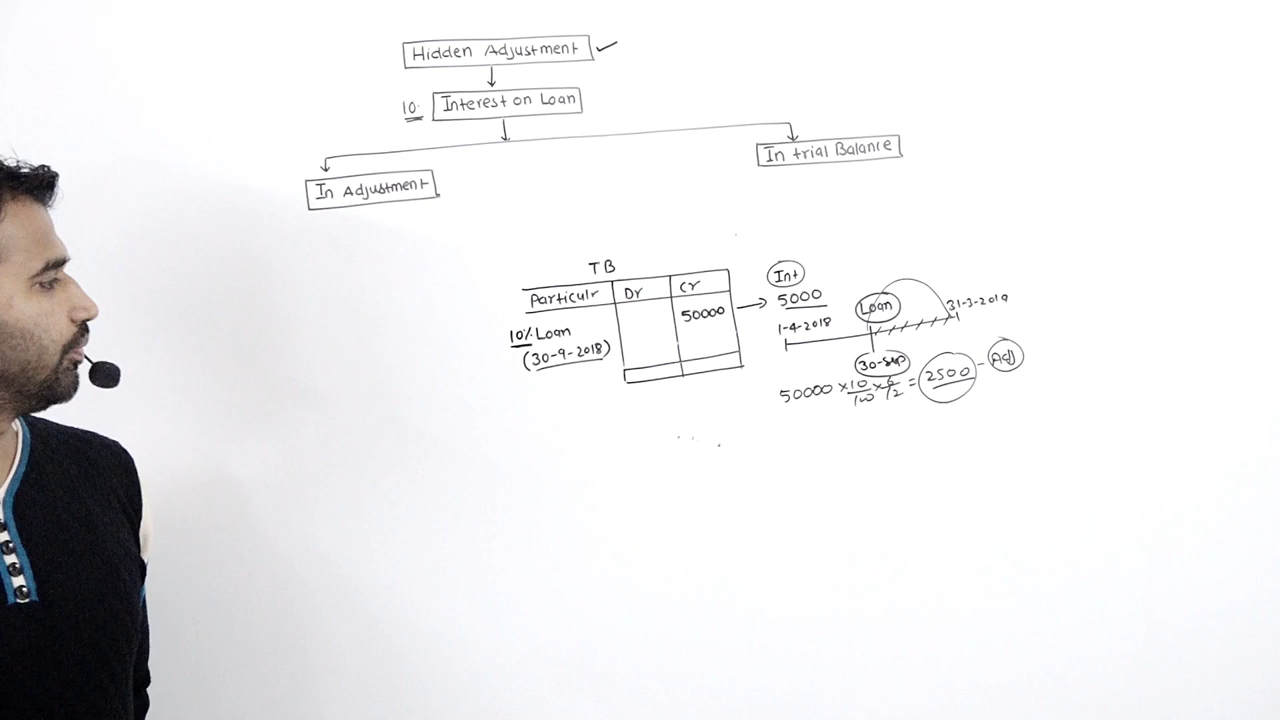 Hidden Adjustment ✓
10. Interest on Loan
In Adjustment
In trial Balance
TB
Particulr Dr Cr
50000
10% Loan
(30-9-2018)
Int
5000
1-4-2018
Loan
31-3-2019
30-Sep
50000 × 10/100 × 6/12 = 2500 - Adj